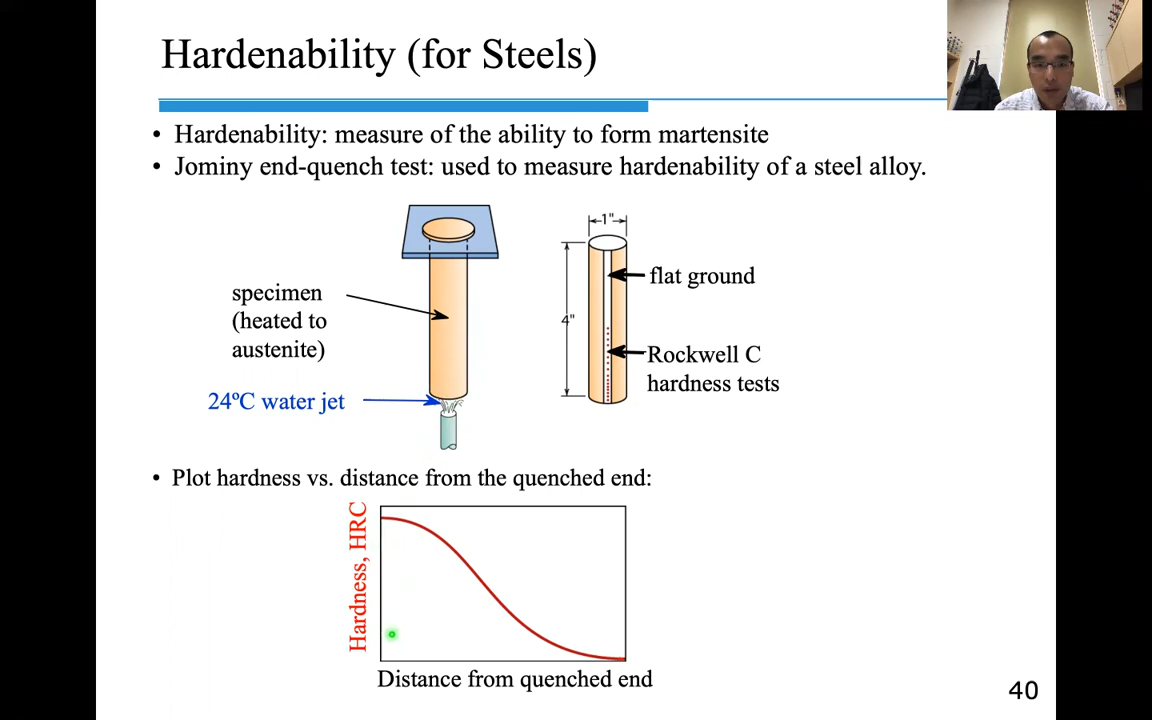 Hardenability (for Steels)
• Hardenability: measure of the ability to form martensite
• Jominy end-quench test: used to measure hardenability of a steel alloy.
1"
flat ground
specimen
(heated to
austenite)
4"
Rockwell C
hardness tests
24ºC water jet
• Plot hardness vs. distance from the quenched end:
Hardness, HRC
Distance from quenched end
40